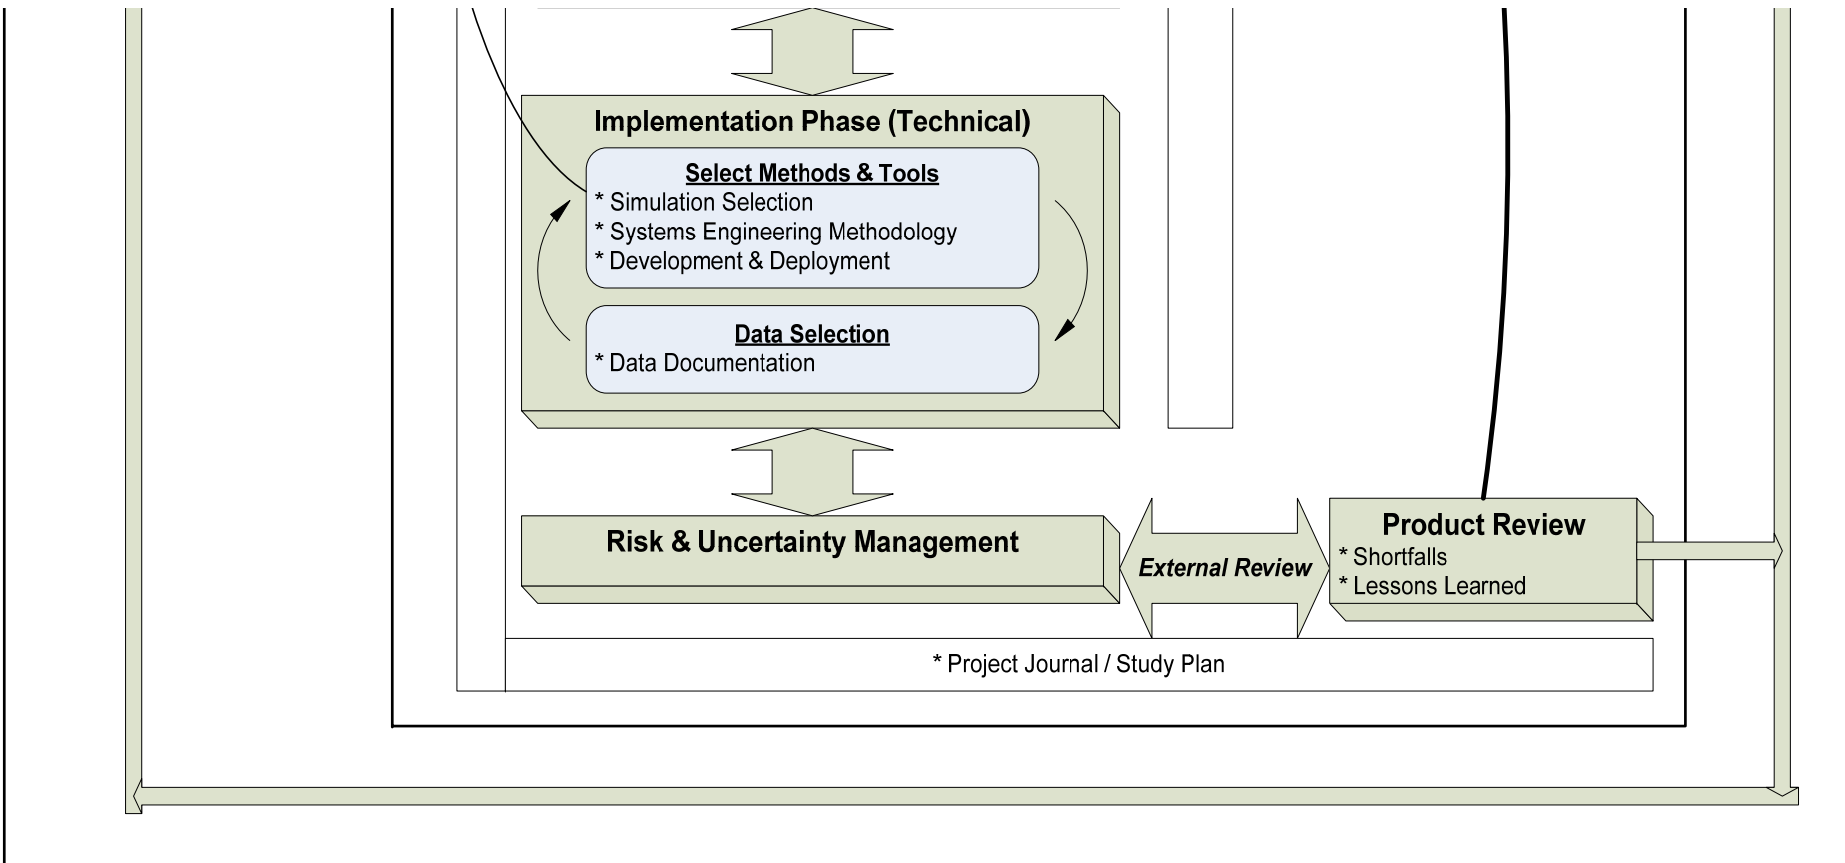 Implementation Phase (Technical)
Select Methods & Tools
* Simulation Selection
* Systems Engineering Methodology
* Development & Deployment
Data Selection
* Data Documentation
Risk & Uncertainty Management
External Review
Product Review
* Shortfalls
* Lessons Learned
* Project Journal / Study Plan